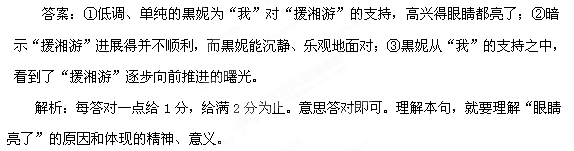 答案：①低调、单纯的黑妮为“我”对“援湘游”的支持，高兴得眼睛都亮了；②暗
示“援湘游”进展得并不顺利，而黑妮能沉静、乐观地面对；③黑妮从“我”的支持之中，
看到了“援湘游”逐步向前推进的曙光。
解析：每答对一点给 1 分，给满 2 分为止。意思答对即可。理解本句，就要理解“眼睛
亮了”的原因和体现的精神、意义。